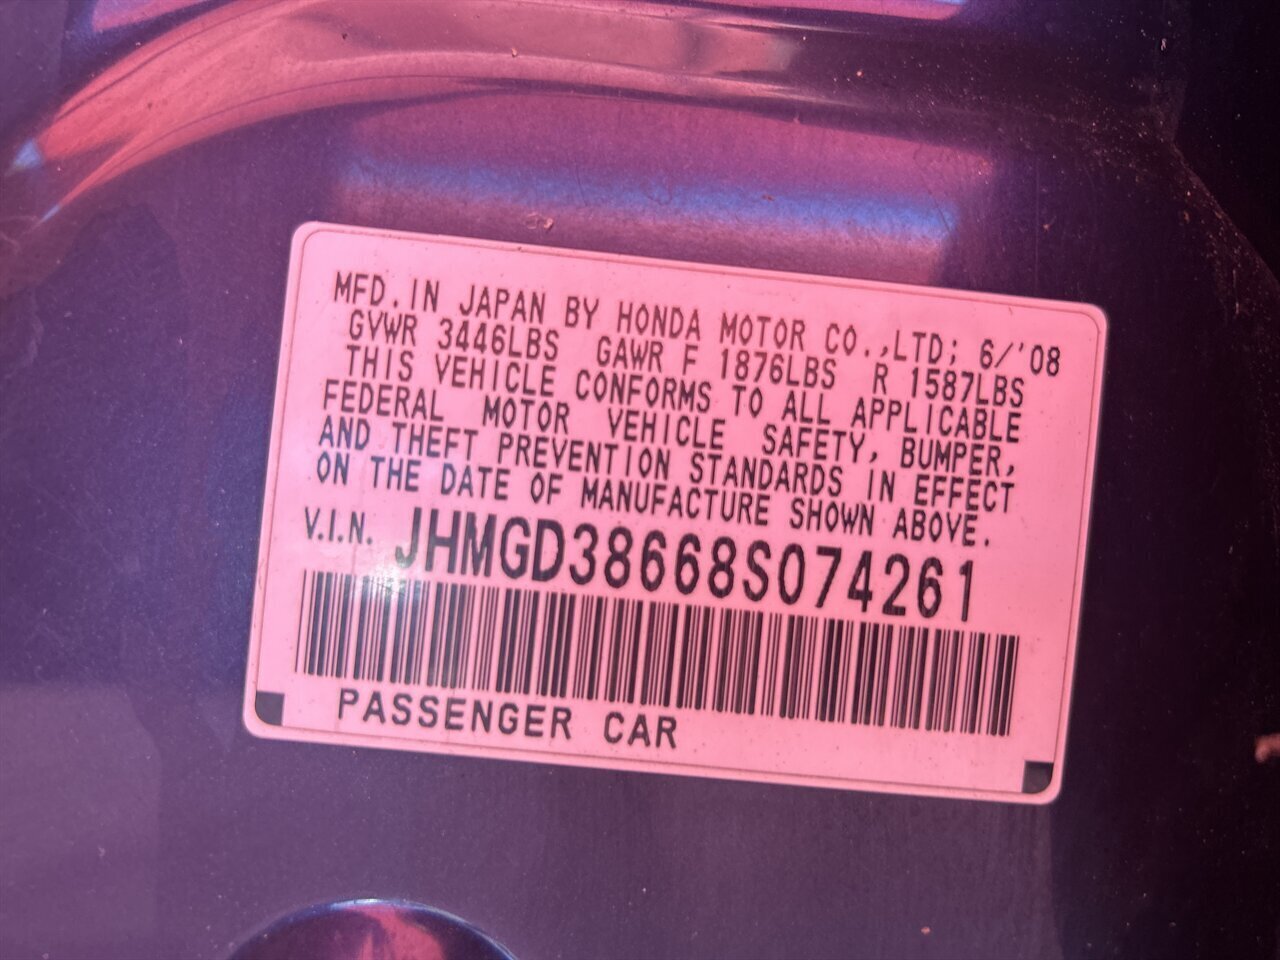 MFD. IN JAPAN BY HONDA MOTOR CO.,LTD; 6/'08
GVWR 3446LBS GAWR F 1876LBS R 1587LBS
THIS VEHICLE CONFORMS TO ALL APPLICABLE
FEDERAL MOTOR VEHICLE SAFETY, BUMPER,
AND THEFT PREVENTION STANDARDS IN EFFECT
ON THE DATE OF MANUFACTURE SHOWN ABOVE.
V.I.N. JHMGD38668S074261
PASSENGER CAR